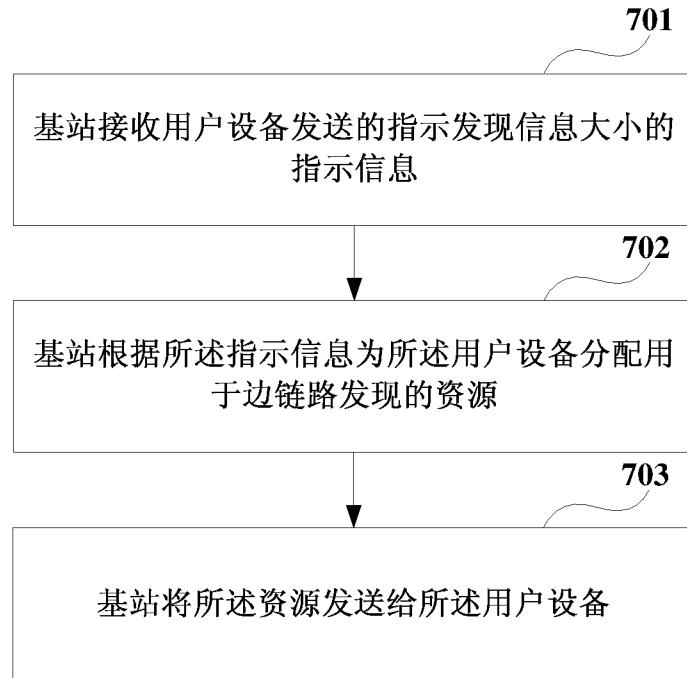 701
基站接收用户设备发送的指示发现信息大小的
指示信息
702
基站根据所述指示信息为所述用户设备分配用
于边链路发现的资源
703
基站将所述资源发送给所述用户设备